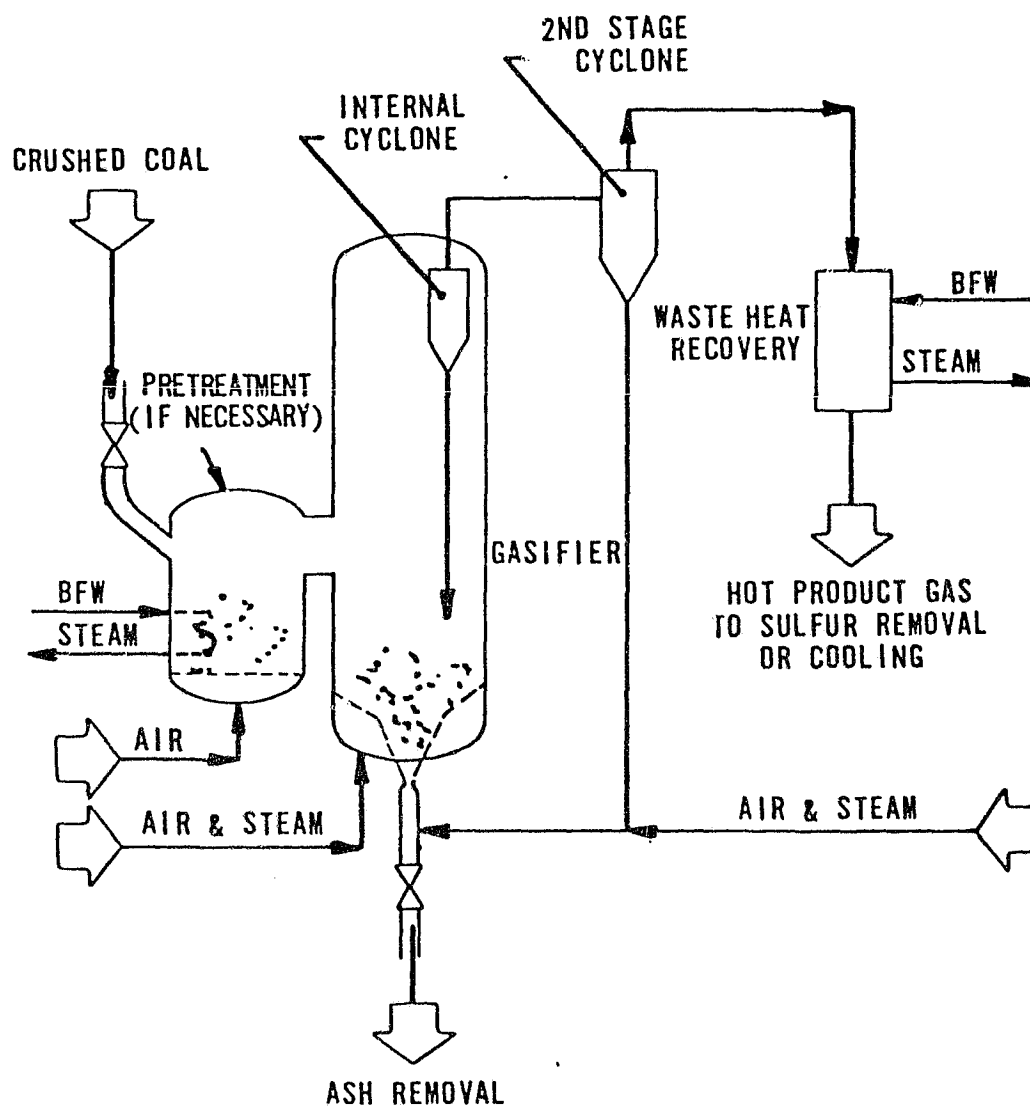 2ND STAGE
CYCLONE
INTERNAL
CYCLONE
CRUSHED COAL
PRETREATMENT
(IF NECESSARY)
WASTE HEAT
RECOVERY
BFW
STEAM
GASIFIER
BFW
STEAM
HOT PRODUCT GAS
TO SULFUR REMOVAL
OR COOLING
AIR
AIR & STEAM
AIR & STEAM
ASH REMOVAL